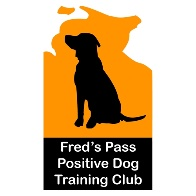 Fred's Pass
Positive Dog
Training Club